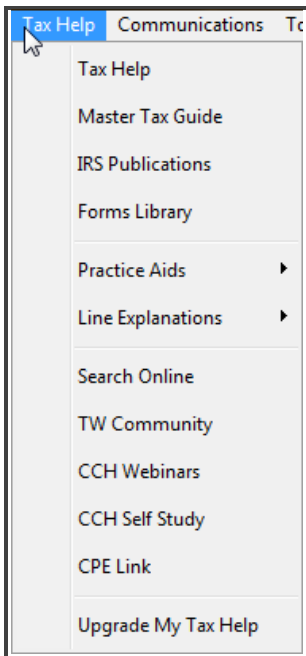 Tax Help Communications To
Tax Help
Master Tax Guide
IRS Publications
Forms Library
Practice Aids
Line Explanations
Search Online
TW Community
CCH Webinars
CCH Self Study
CPE Link
Upgrade My Tax Help